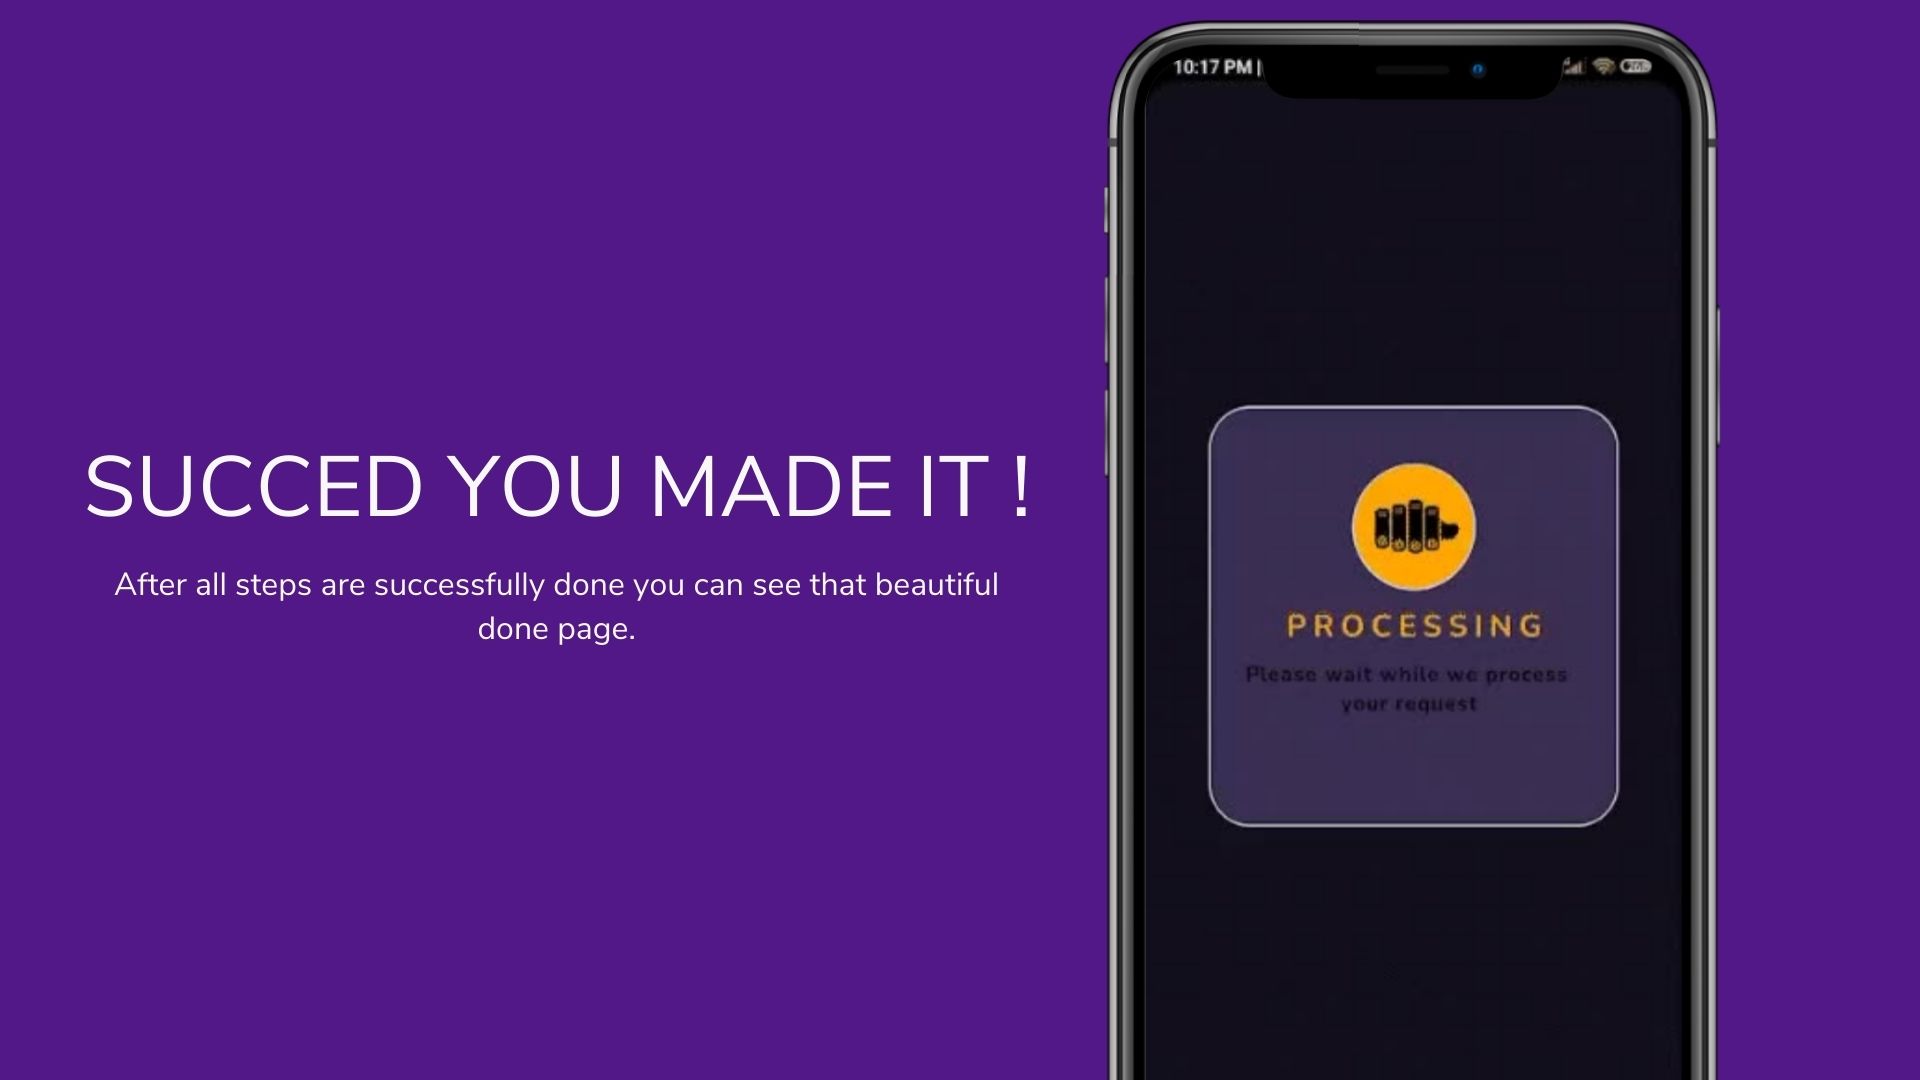 SUCCED YOU MADE IT !
After all steps are successfully done you can see that beautiful
done page.
10:17 PM |
PROCESSING
Please wait while we process
your request